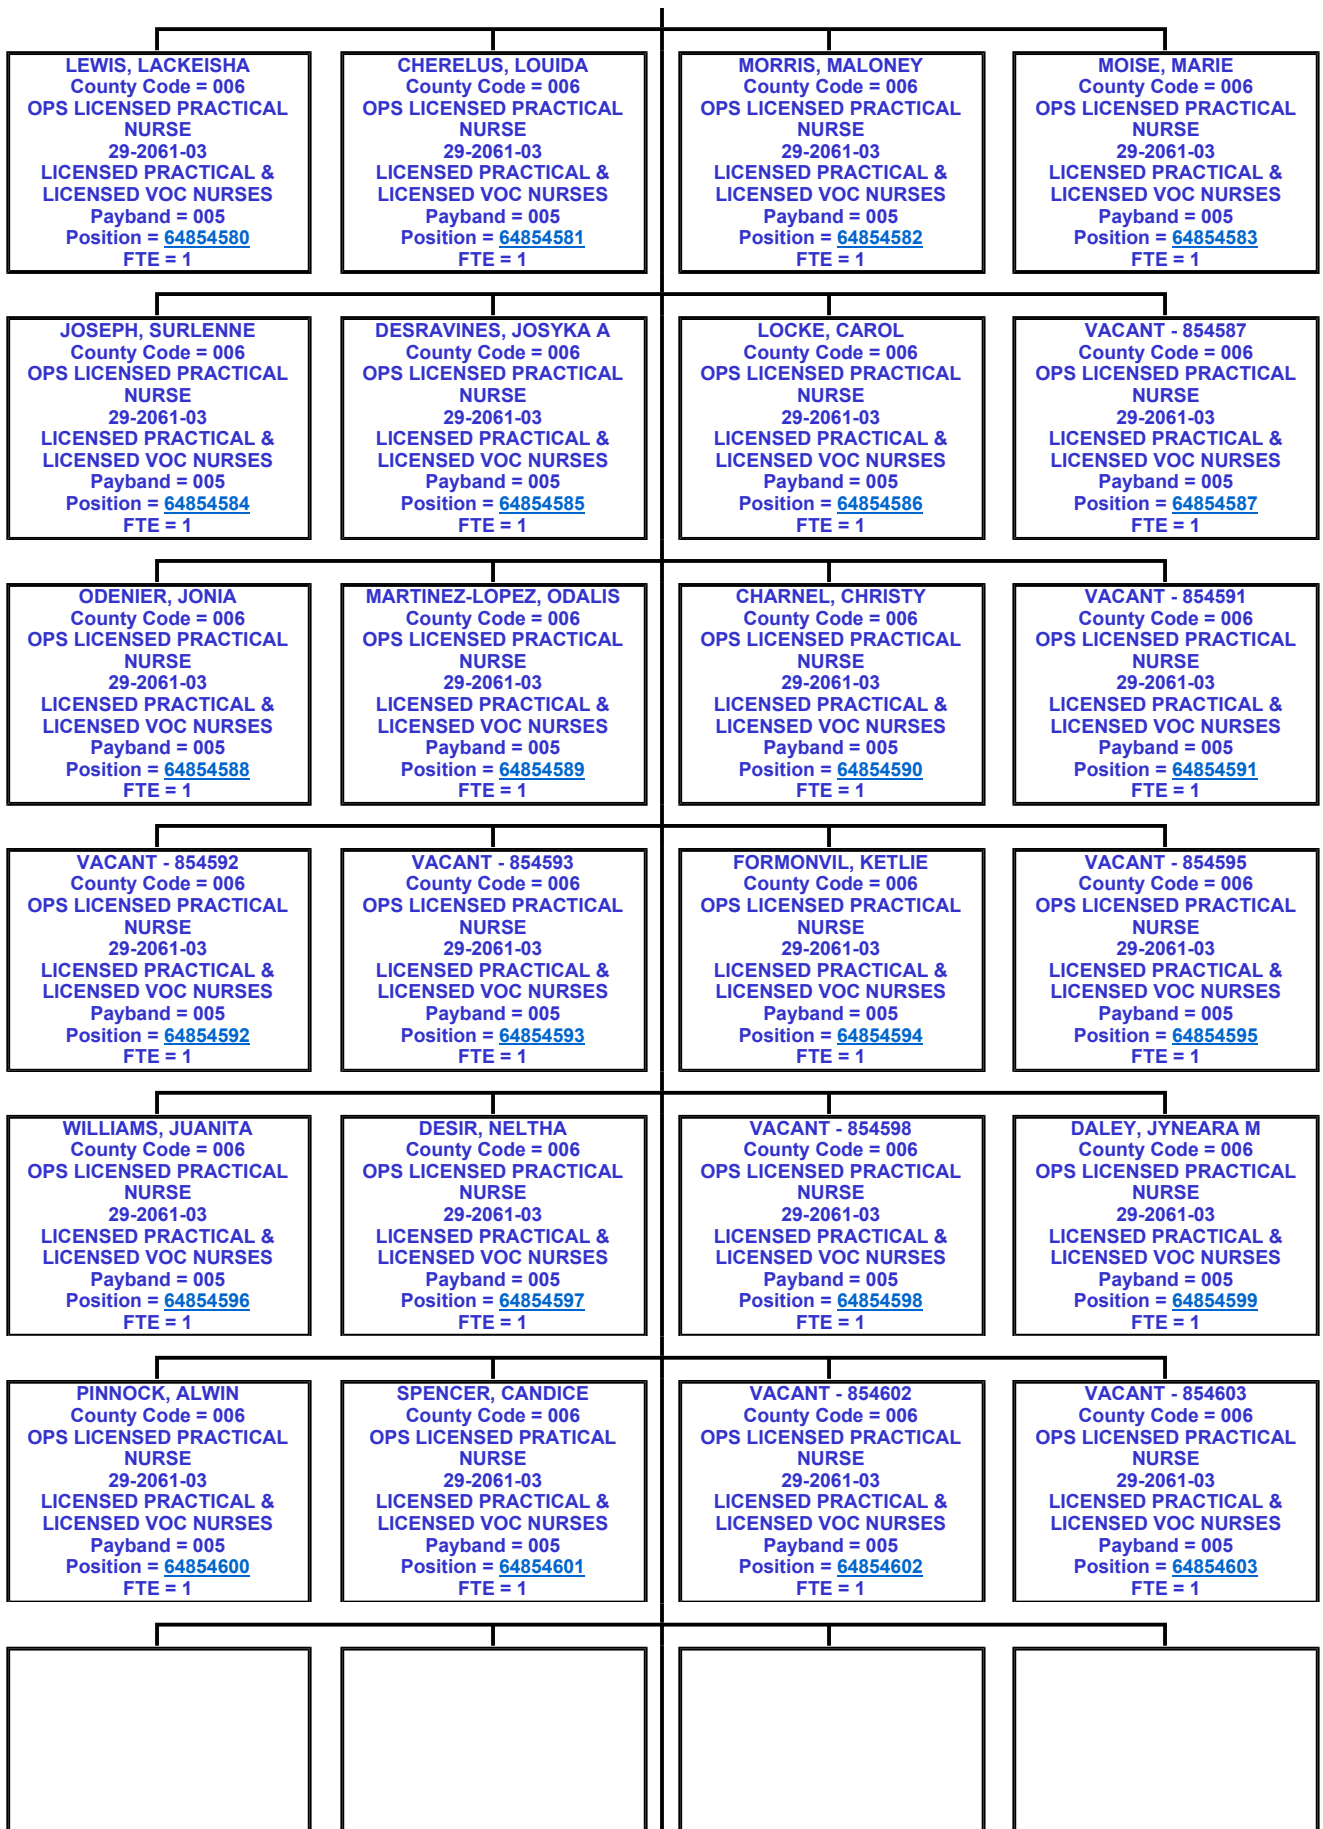 LEWIS, LACKEISHA
County Code = 006
OPS LICENSED PRACTICAL
NURSE
29-2061-03
LICENSED PRACTICAL &
LICENSED VOC NURSES
Payband = 005
Position = 64854580
FTE = 1
CHERELUS, LOUIDA
County Code = 006
OPS LICENSED PRACTICAL
NURSE
29-2061-03
LICENSED PRACTICAL &
LICENSED VOC NURSES
Payband = 005
Position = 64854581
FTE = 1
MORRIS, MALONEY
County Code = 006
OPS LICENSED PRACTICAL
NURSE
29-2061-03
LICENSED PRACTICAL &
LICENSED VOC NURSES
Payband = 005
Position = 64854582
FTE = 1
MOISE, MARIE
County Code = 006
OPS LICENSED PRACTICAL
NURSE
29-2061-03
LICENSED PRACTICAL &
LICENSED VOC NURSES
Payband = 005
Position = 64854583
FTE = 1
JOSEPH, SURLENNE
County Code = 006
OPS LICENSED PRACTICAL
NURSE
29-2061-03
LICENSED PRACTICAL &
LICENSED VOC NURSES
Payband = 005
Position = 64854584
FTE = 1
DESRAVINES, JOSYKA A
County Code = 006
OPS LICENSED PRACTICAL
NURSE
29-2061-03
LICENSED PRACTICAL &
LICENSED VOC NURSES
Payband = 005
Position = 64854585
FTE = 1
LOCKE, CAROL
County Code = 006
OPS LICENSED PRACTICAL
NURSE
29-2061-03
LICENSED PRACTICAL &
LICENSED VOC NURSES
Payband = 005
Position = 64854586
FTE = 1
VACANT - 854587
County Code = 006
OPS LICENSED PRACTICAL
NURSE
29-2061-03
LICENSED PRACTICAL &
LICENSED VOC NURSES
Payband = 005
Position = 64854587
FTE = 1
ODENIER, JONIA
County Code = 006
OPS LICENSED PRACTICAL
NURSE
29-2061-03
LICENSED PRACTICAL &
LICENSED VOC NURSES
Payband = 005
Position = 64854588
FTE = 1
MARTINEZ-LOPEZ, ODALIS
County Code = 006
OPS LICENSED PRACTICAL
NURSE
29-2061-03
LICENSED PRACTICAL &
LICENSED VOC NURSES
Payband = 005
Position = 64854589
FTE = 1
CHARNEL, CHRISTY
County Code = 006
OPS LICENSED PRACTICAL
NURSE
29-2061-03
LICENSED PRACTICAL &
LICENSED VOC NURSES
Payband = 005
Position = 64854590
FTE = 1
VACANT - 854591
County Code = 006
OPS LICENSED PRACTICAL
NURSE
29-2061-03
LICENSED PRACTICAL &
LICENSED VOC NURSES
Payband = 005
Position = 64854591
FTE = 1
VACANT - 854592
County Code = 006
OPS LICENSED PRACTICAL
NURSE
29-2061-03
LICENSED PRACTICAL &
LICENSED VOC NURSES
Payband = 005
Position = 64854592
FTE = 1
VACANT - 854593
County Code = 006
OPS LICENSED PRACTICAL
NURSE
29-2061-03
LICENSED PRACTICAL &
LICENSED VOC NURSES
Payband = 005
Position = 64854593
FTE = 1
FORMONVIL, KETLIE
County Code = 006
OPS LICENSED PRACTICAL
NURSE
29-2061-03
LICENSED PRACTICAL &
LICENSED VOC NURSES
Payband = 005
Position = 64854594
FTE = 1
VACANT - 854595
County Code = 006
OPS LICENSED PRACTICAL
NURSE
29-2061-03
LICENSED PRACTICAL &
LICENSED VOC NURSES
Payband = 005
Position = 64854595
FTE = 1
WILLIAMS, JUANITA
County Code = 006
OPS LICENSED PRACTICAL
NURSE
29-2061-03
LICENSED PRACTICAL &
LICENSED VOC NURSES
Payband = 005
Position = 64854596
FTE = 1
DESIR, NELTHA
County Code = 006
OPS LICENSED PRACTICAL
NURSE
29-2061-03
LICENSED PRACTICAL &
LICENSED VOC NURSES
Payband = 005
Position = 64854597
FTE = 1
VACANT - 854598
County Code = 006
OPS LICENSED PRACTICAL
NURSE
29-2061-03
LICENSED PRACTICAL &
LICENSED VOC NURSES
Payband = 005
Position = 64854598
FTE = 1
DALEY, JYNEARA M
County Code = 006
OPS LICENSED PRACTICAL
NURSE
29-2061-03
LICENSED PRACTICAL &
LICENSED VOC NURSES
Payband = 005
Position = 64854599
FTE = 1
PINNOCK, ALWIN
County Code = 006
OPS LICENSED PRACTICAL
NURSE
29-2061-03
LICENSED PRACTICAL &
LICENSED VOC NURSES
Payband = 005
Position = 64854600
FTE = 1
SPENCER, CANDICE
County Code = 006
OPS LICENSED PRATICAL
NURSE
29-2061-03
LICENSED PRACTICAL &
LICENSED VOC NURSES
Payband = 005
Position = 64854601
FTE = 1
VACANT - 854602
County Code = 006
OPS LICENSED PRACTICAL
NURSE
29-2061-03
LICENSED PRACTICAL &
LICENSED VOC NURSES
Payband = 005
Position = 64854602
FTE = 1
VACANT - 854603
County Code = 006
OPS LICENSED PRACTICAL
NURSE
29-2061-03
LICENSED PRACTICAL &
LICENSED VOC NURSES
Payband = 005
Position = 64854603
FTE = 1